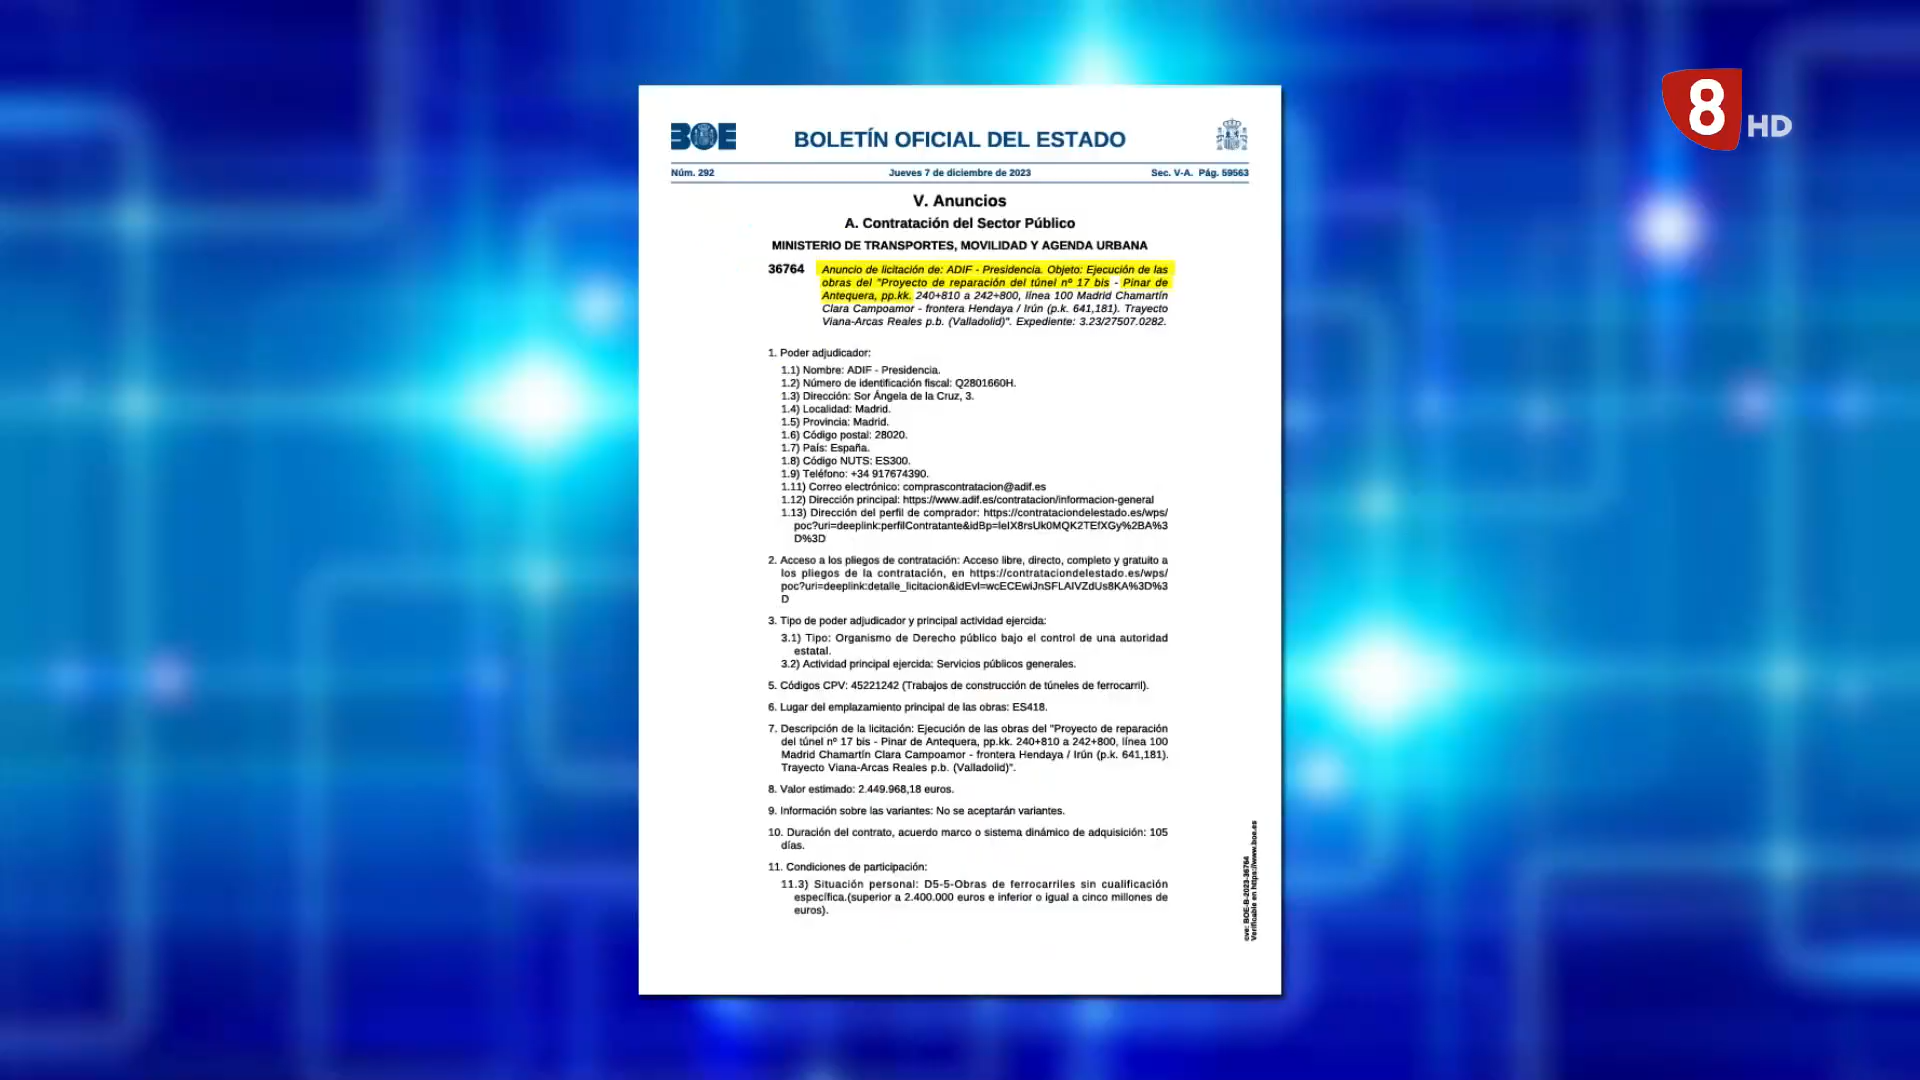 8 HD
BOE
BOLETÍN OFICIAL DEL ESTADO
Núm. 292
Jueves 7 de diciembre de 2023
Sec. V-A. Pág. 59563
V. Anuncios
A. Contratación del Sector Público
MINISTERIO DE TRANSPORTES, MOVILIDAD Y AGENDA URBANA
36764
Anuncio de licitación de: ADIF - Presidencia. Objeto: Ejecución de las
obras del "Proyecto de reparación del túnel nº 17 bis - Pinar de
Antequera, pp.kk. 240+810 a 242+800, línea 100 Madrid Chamartín
Clara Campoamor - frontera Hendaya / Irún (p.k. 641,181). Trayecto
Viana-Arcas Reales p.b. (Valladolid)". Expediente: 3.23/27507.0282.
1. Poder adjudicador:
1.1) Nombre: ADIF - Presidencia.
1.2) Número de identificación fiscal: Q2801660H.
1.3) Dirección: Sor Ángela de la Cruz, 3.
1.4) Localidad: Madrid.
1.5) Provincia: Madrid.
1.6) Código postal: 28020.
1.7) País: España.
1.8) Código NUTS: ES300.
1.9) Teléfono: +34 917674390.
1.11) Correo electrónico: comprascontratacion@adif.es
1.12) Dirección principal: https://www.adif.es/contratacion/informacion-general
1.13) Dirección del perfil de comprador: https://contrataciondelestado.es/wps/
poc?uri=deeplink:perfilContratante&idBp=leIX8rsUk0MQK2TEfXGy%2BA%3
D%3D
2. Acceso a los pliegos de contratación: Acceso libre, directo, completo y gratuito a
los pliegos de la contratación, en https://contrataciondelestado.es/wps/
poc?uri=deeplink:detalle_licitacion&idEvl=wcECEwiJnSFLAIVZdUs8KA%3D%3
D
3. Tipo de poder adjudicador y principal actividad ejercida:
3.1) Tipo: Organismo de Derecho público bajo el control de una autoridad
estatal.
3.2) Actividad principal ejercida: Servicios públicos generales.
5. Códigos CPV: 45221242 (Trabajos de construcción de túneles de ferrocarril).
6. Lugar del emplazamiento principal de las obras: ES418.
7. Descripción de la licitación: Ejecución de las obras del "Proyecto de reparación
del túnel nº 17 bis - Pinar de Antequera, pp.kk. 240+810 a 242+800, línea 100
Madrid Chamartín Clara Campoamor - frontera Hendaya / Irún (p.k. 641,181).
Trayecto Viana-Arcas Reales p.b. (Valladolid)".
8. Valor estimado: 2.449.968,18 euros.
9. Información sobre las variantes: No se aceptarán variantes.
10. Duración del contrato, acuerdo marco o sistema dinámico de adquisición: 105
días.
11. Condiciones de participación:
11.3) Situación personal: D5-5-Obras de ferrocarriles sin cualificación
específica.(superior a 2.400.000 euros e inferior o igual a cinco millones de
euros).
cve: BOE-B-2023-36764
Verificable en https://www.boe.es